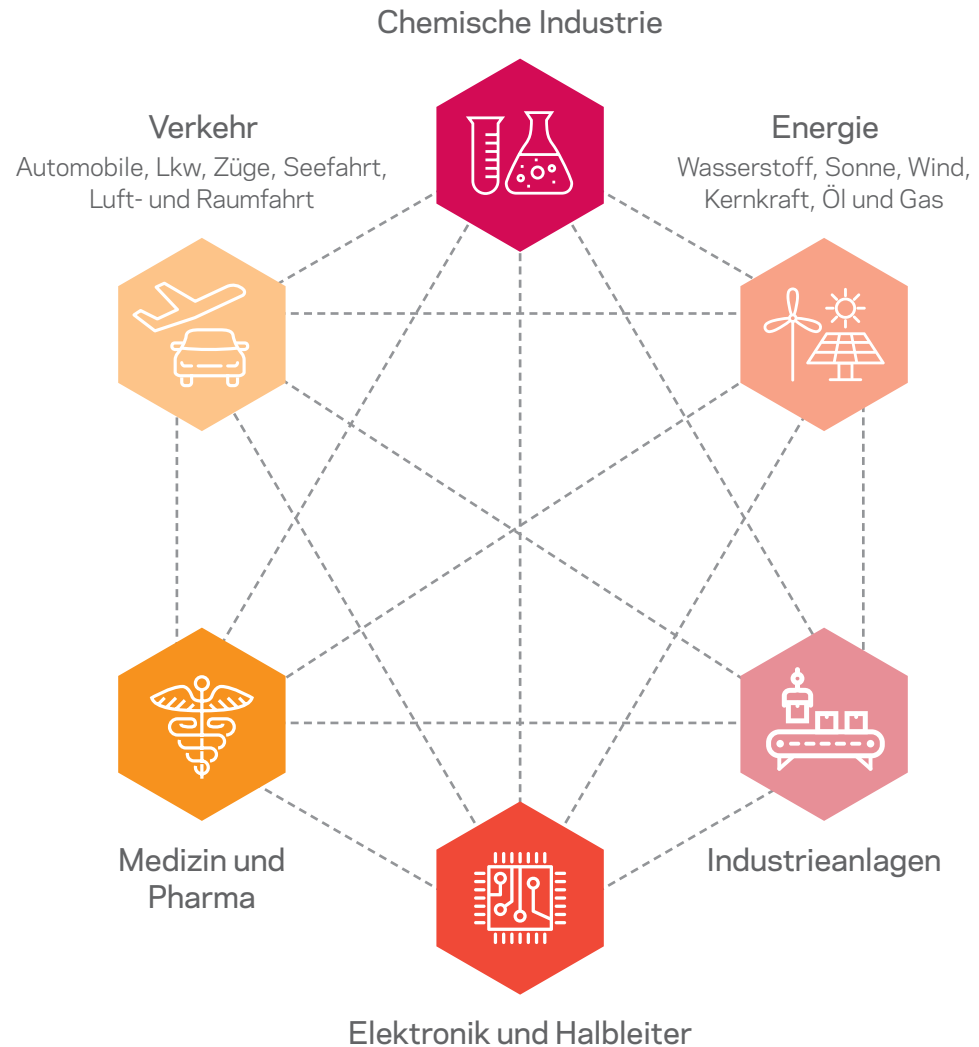 Chemische Industrie
Verkehr
Automobile, Lkw, Züge, Seefahrt,
Luft- und Raumfahrt
Energie
Wasserstoff, Sonne, Wind,
Kernkraft, Öl und Gas
Medizin und
Pharma
Industrieanlagen
Elektronik und Halbleiter